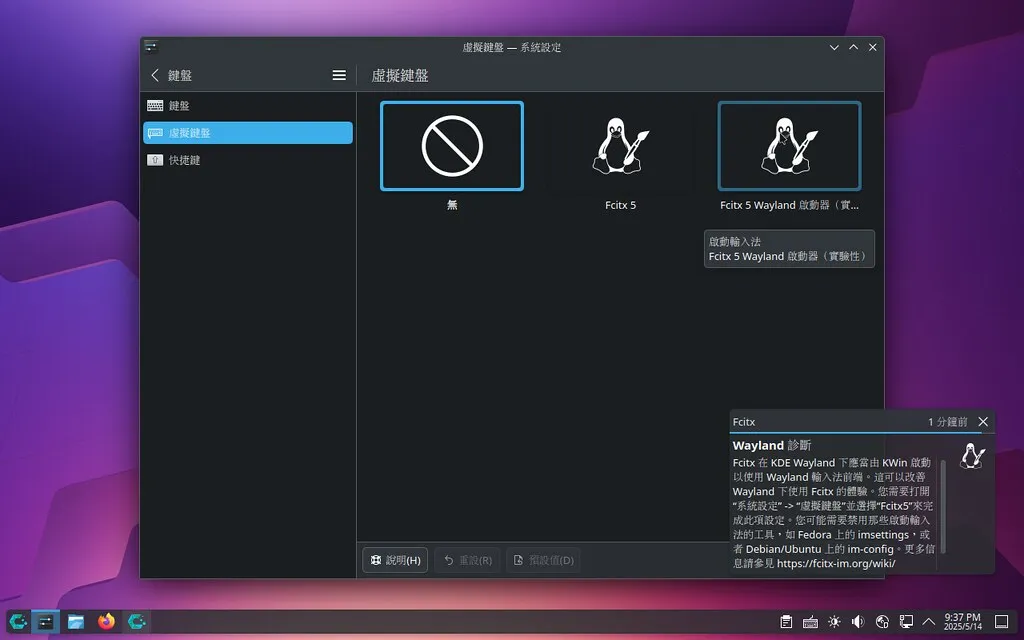 虛擬鍵盤 — 系統設定
鍵盤
虛擬鍵盤
鍵盤
虛擬鍵盤
快捷鍵
無
Fcitx 5
Fcitx 5 Wayland 啟動器（實…
啟動輸入法
Fcitx 5 Wayland 啟動器（實驗性）
Fcitx
1 分鐘前
Wayland 診斷
Fcitx 在 KDE Wayland 下應當由 KWin 啟動
以使用 Wayland 輸入法前端。這可以改善
Wayland 下使用 Fcitx 的體驗。您需要打開
“系統設定” -> “虛擬鍵盤”並選擇“Fcitx5”來完
成此項設定。您可能需要禁用那些啟動輸入
法的工具，如 Fedora 上的 imsettings，或
者 Debian/Ubuntu 上的 im-config。更多信
息請參見 https://fcitx-im.org/wiki/
說明(H)
重設(R)
預設值(D)
9:37 PM
2025/5/14